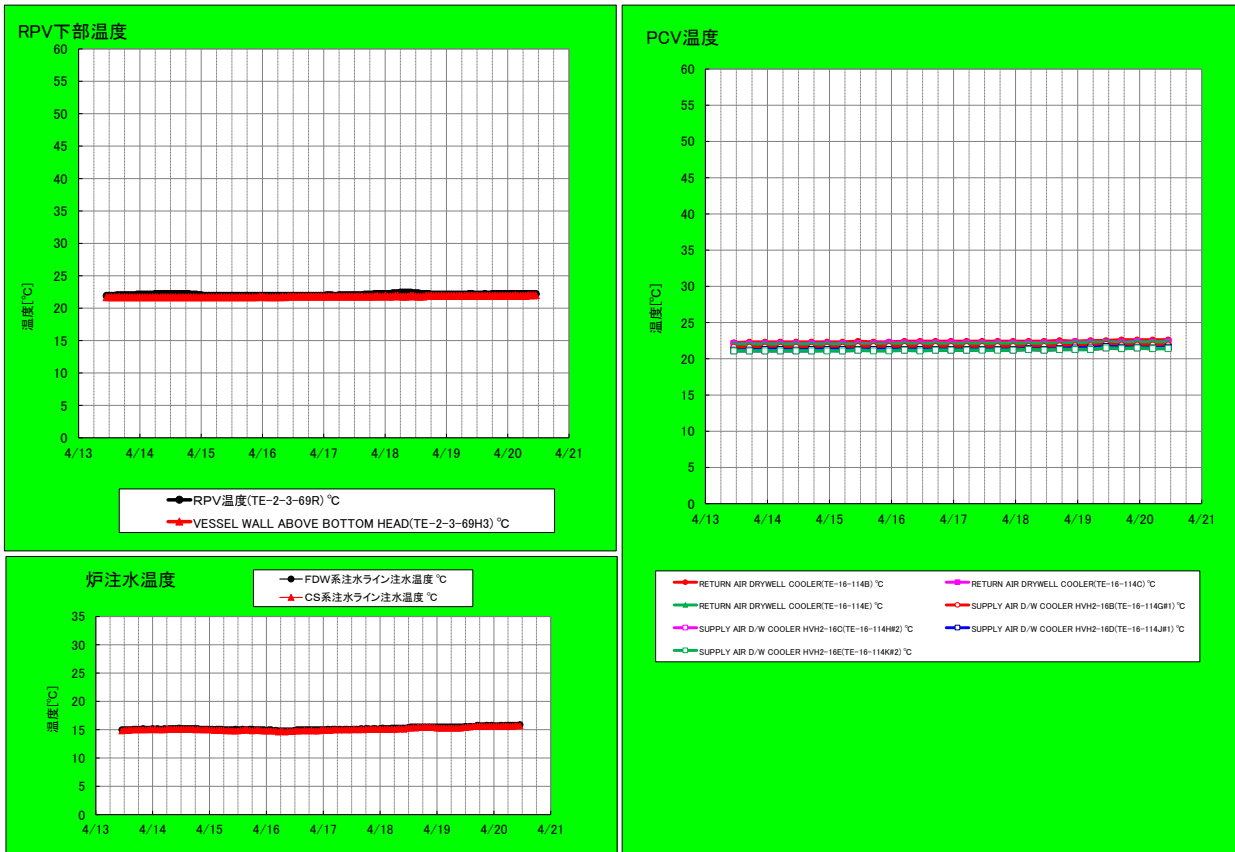 RPV下部温度
60
55
50
45
40
35
30
25
20
15
10
5
0
温度[℃]
4/13 4/14 4/15 4/16 4/17 4/18 4/19 4/20 4/21
RPV温度(TE-2-3-69R) ℃
VESSEL WALL ABOVE BOTTOM HEAD(TE-2-3-69H3) ℃
炉注水温度
FDW系注水ライン注水温度 ℃
CS系注水ライン注水温度 ℃
35
30
25
20
15
10
5
0
温度[℃]
4/13 4/14 4/15 4/16 4/17 4/18 4/19 4/20 4/21
PCV温度
60
55
50
45
40
35
30
25
20
15
10
5
0
温度[℃]
4/13 4/14 4/15 4/16 4/17 4/18 4/19 4/20 4/21
RETURN AIR DRYWELL COOLER(TE-16-114B) ℃ RETURN AIR DRYWELL COOLER(TE-16-114C) ℃
RETURN AIR DRYWELL COOLER(TE-16-114E) ℃ SUPPLY AIR D/W COOLER HVH2-16B(TE-16-114G#1) ℃
SUPPLY AIR D/W COOLER HVH2-16C(TE-16-114H#2) ℃ SUPPLY AIR D/W COOLER HVH2-16D(TE-16-114J#1) ℃
SUPPLY AIR D/W COOLER HVH2-16E(TE-16-114K#2) ℃